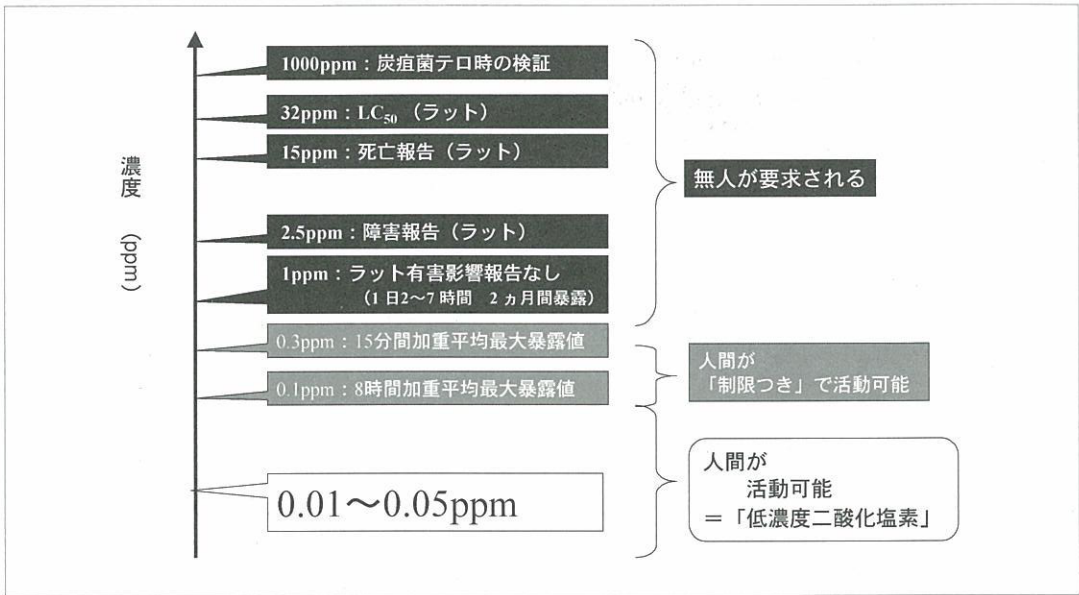 濃度 (ppm)
1000ppm：炭疽菌テロ時の検証
32ppm：LC₅₀（ラット）
15ppm：死亡報告（ラット）
2.5ppm：障害報告（ラット）
1ppm：ラット有害影響報告なし
（1日2〜7時間　2ヵ月間暴露）
0.3ppm：15分間加重平均最大暴露値
0.1ppm：8時間加重平均最大暴露値
0.01〜0.05ppm
無人が要求される
人間が
「制限つき」で活動可能
人間が
活動可能
＝「低濃度二酸化塩素」